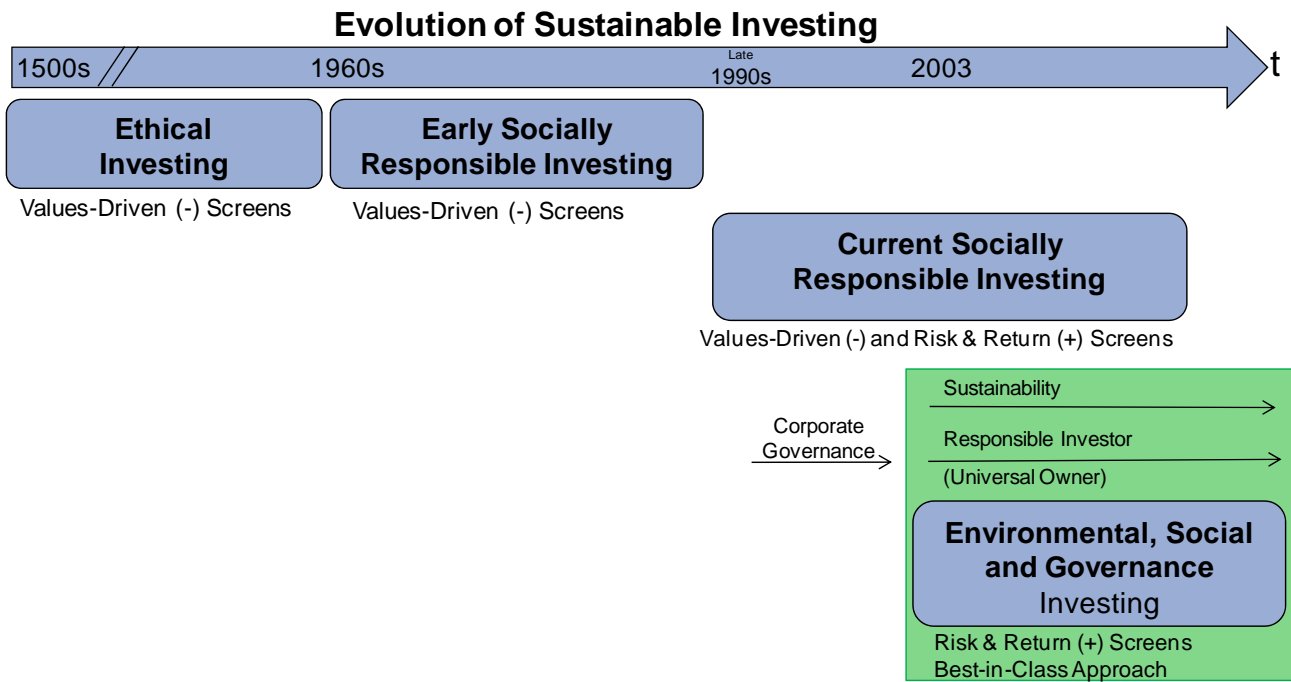 Evolution of Sustainable Investing
1500s
1960s
Late
1990s
2003
t
Ethical
Investing
Values-Driven (-) Screens
Early Socially
Responsible Investing
Values-Driven (-) Screens
Current Socially
Responsible Investing
Values-Driven (-) and Risk & Return (+) Screens
Corporate
Governance
Sustainability
Responsible Investor
(Universal Owner)
Environmental, Social
and Governance
Investing
Risk & Return (+) Screens
Best-in-Class Approach